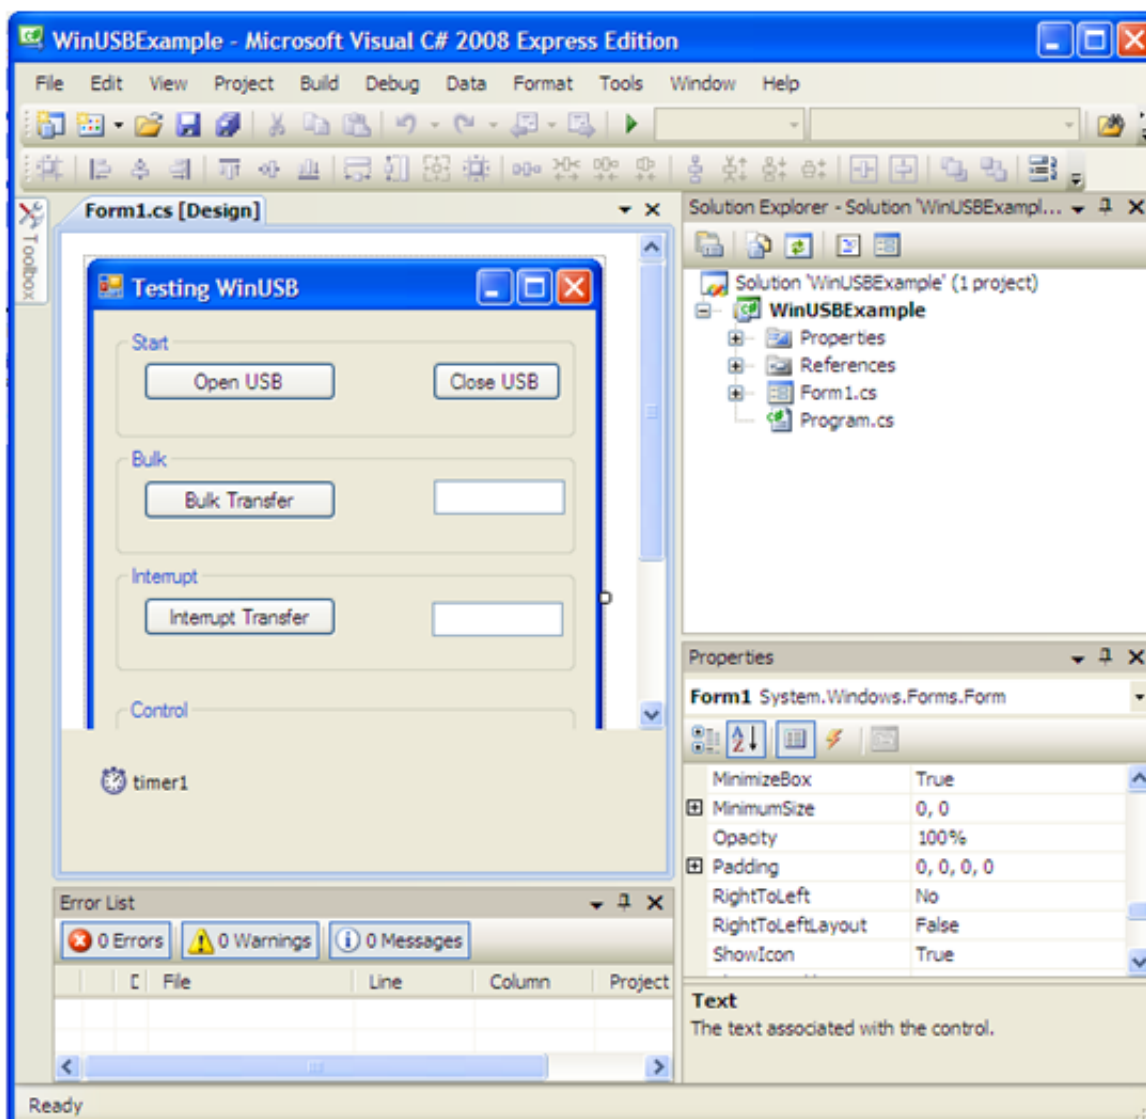 WinUSBExample - Microsoft Visual C# 2008 Express Edition
File Edit View Project Build Debug Data Format Tools Window Help
Toolbox
Form1.cs [Design]
Testing WinUSB
Start
Open USB Close USB
Bulk
Bulk Transfer
Interrupt
Interrupt Transfer
Control
timer1
Error List
0 Errors 0 Warnings 0 Messages
File Line Column Project
Solution Explorer - Solution 'WinUSBExampl...
Solution 'WinUSBExample' (1 project)
WinUSBExample
Properties
References
Form1.cs
Program.cs
Properties
Form1 System.Windows.Forms.Form
MinimizeBox True
MinimumSize 0, 0
Opacity 100%
Padding 0, 0, 0, 0
RightToLeft No
RightToLeftLayout False
ShowIcon True
Text
The text associated with the control.
Ready